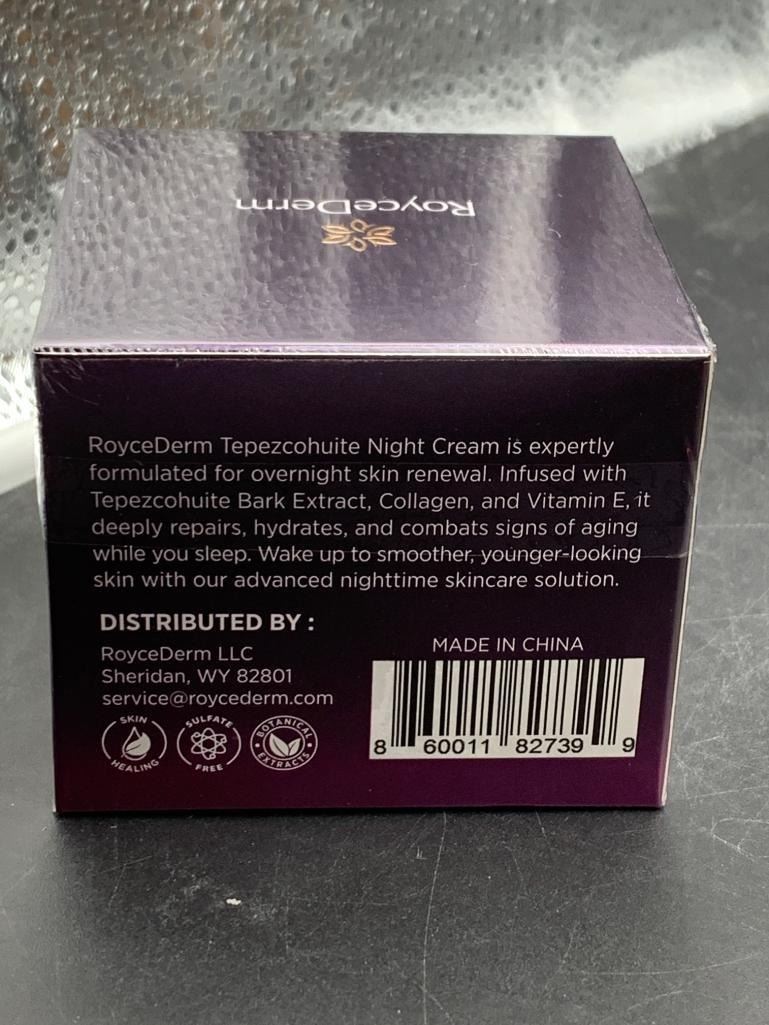 RoyceDerm
RoyceDerm Tepezcohuite Night Cream is expertly
formulated for overnight skin renewal. Infused with
Tepezcohuite Bark Extract, Collagen, and Vitamin E, it
deeply repairs, hydrates, and combats signs of aging
while you sleep. Wake up to smoother, younger-looking
skin with our advanced nighttime skincare solution.
DISTRIBUTED BY :
RoyceDerm LLC
Sheridan, WY 82801
service@roycederm.com
MADE IN CHINA
SKIN
HEALING
SULFATE
FREE
BOTANICAL
EXTRACTS
8 60011 82739 9